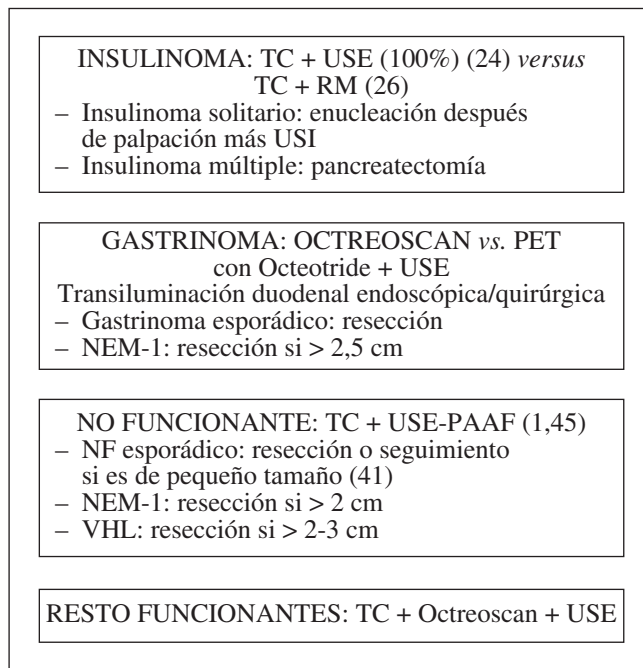 INSULINOMA: TC + USE (100%) (24) versus
TC + RM (26)
– Insulinoma solitario: enucleación después
de palpación más USI
– Insulinoma múltiple: pancreatectomía
GASTRINOMA: OCTREOSCAN vs. PET
con Octeotride + USE
Transiluminación duodenal endoscópica/quirúrgica
– Gastrinoma esporádico: resección
– NEM-1: resección si > 2,5 cm
NO FUNCIONANTE: TC + USE-PAAF (1,45)
– NF esporádico: resección o seguimiento
si es de pequeño tamaño (41)
– NEM-1: resección si > 2 cm
– VHL: resección si > 2-3 cm
RESTO FUNCIONANTES: TC + Octreoscan + USE